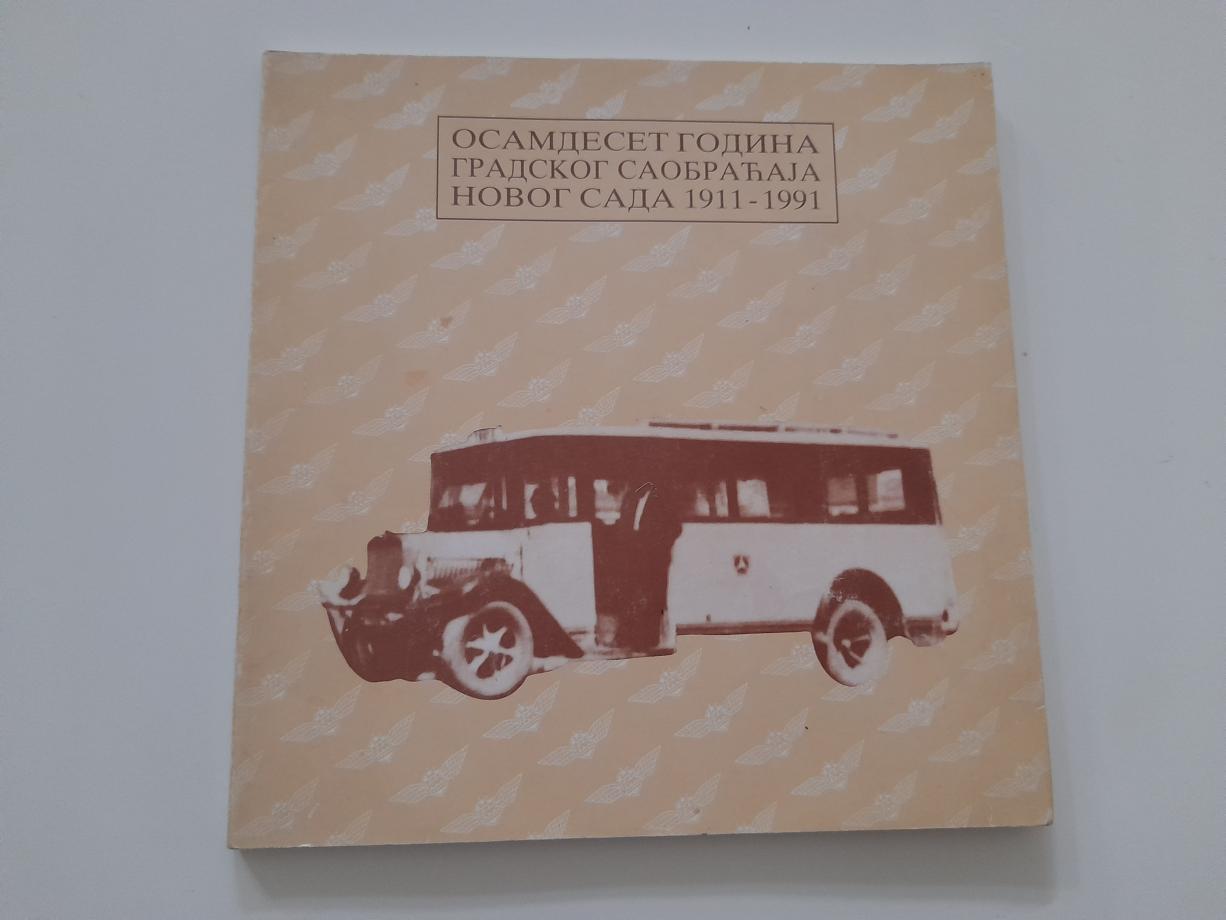 ОСАМДЕСЕТ ГОДИНА
ГРАДСКОГ САОБРАЋАЈА
НОВОГ САДА 1911 - 1991